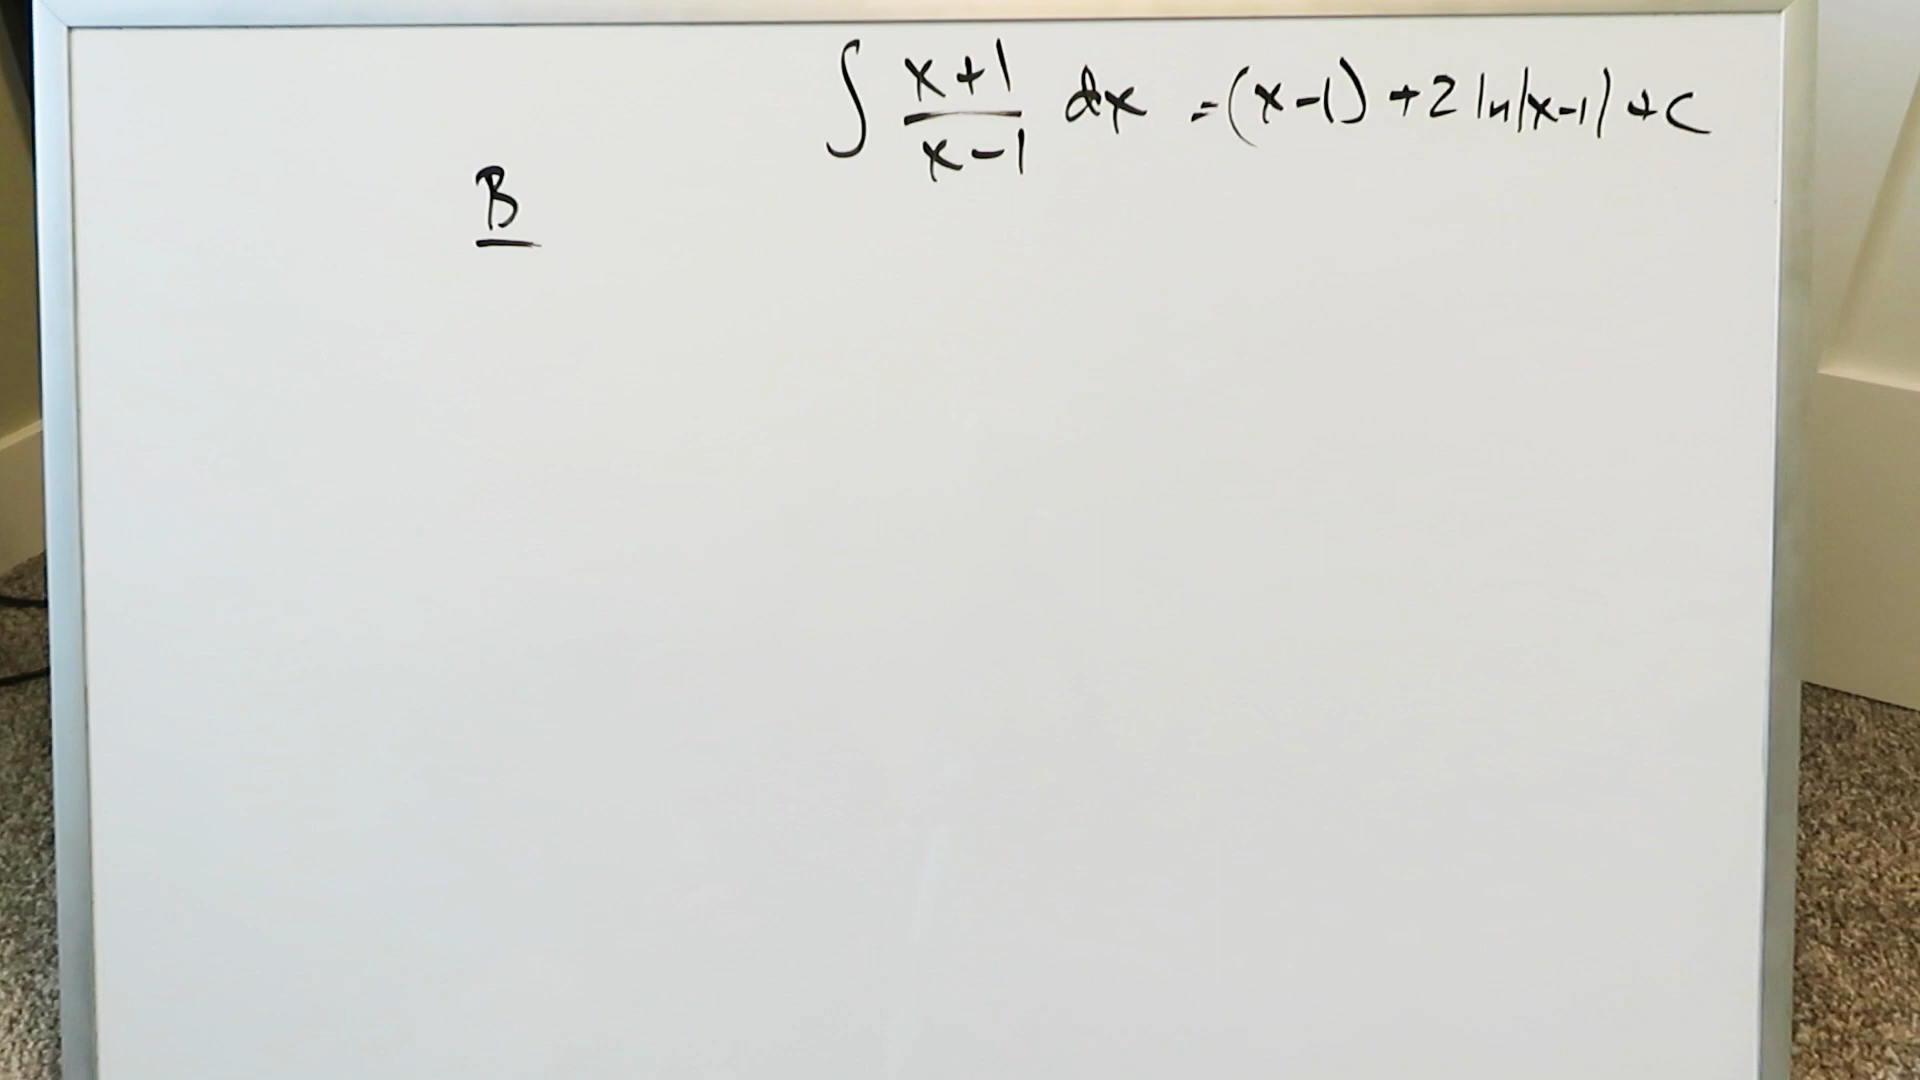 ∫ x+1/x-1 dx = (x-1) + 2 ln|x-1| + C
B